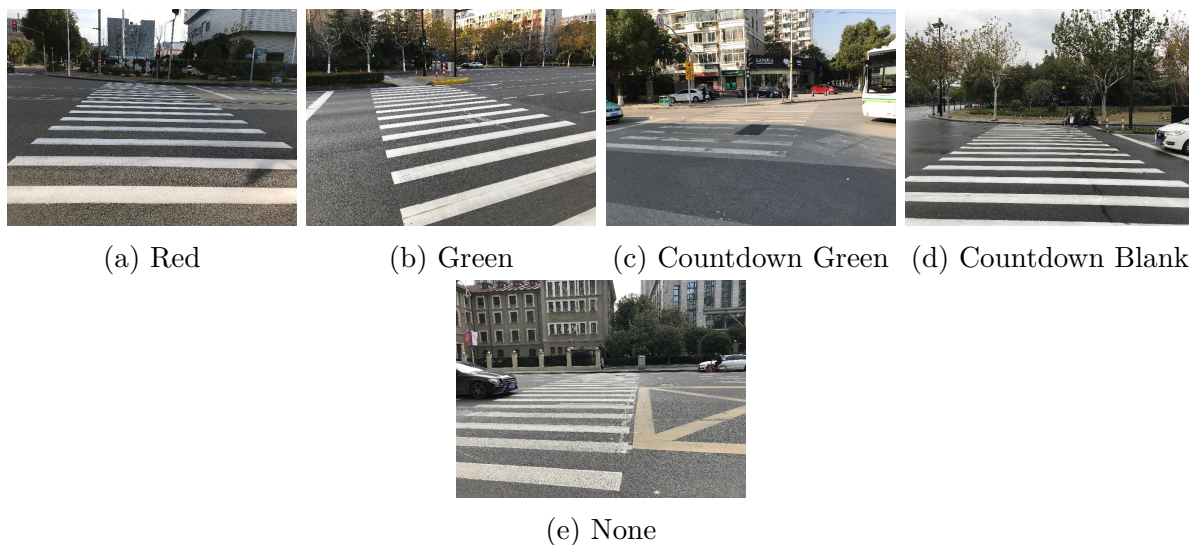 (a) Red
(b) Green
(c) Countdown Green
(d) Countdown Blank
(e) None